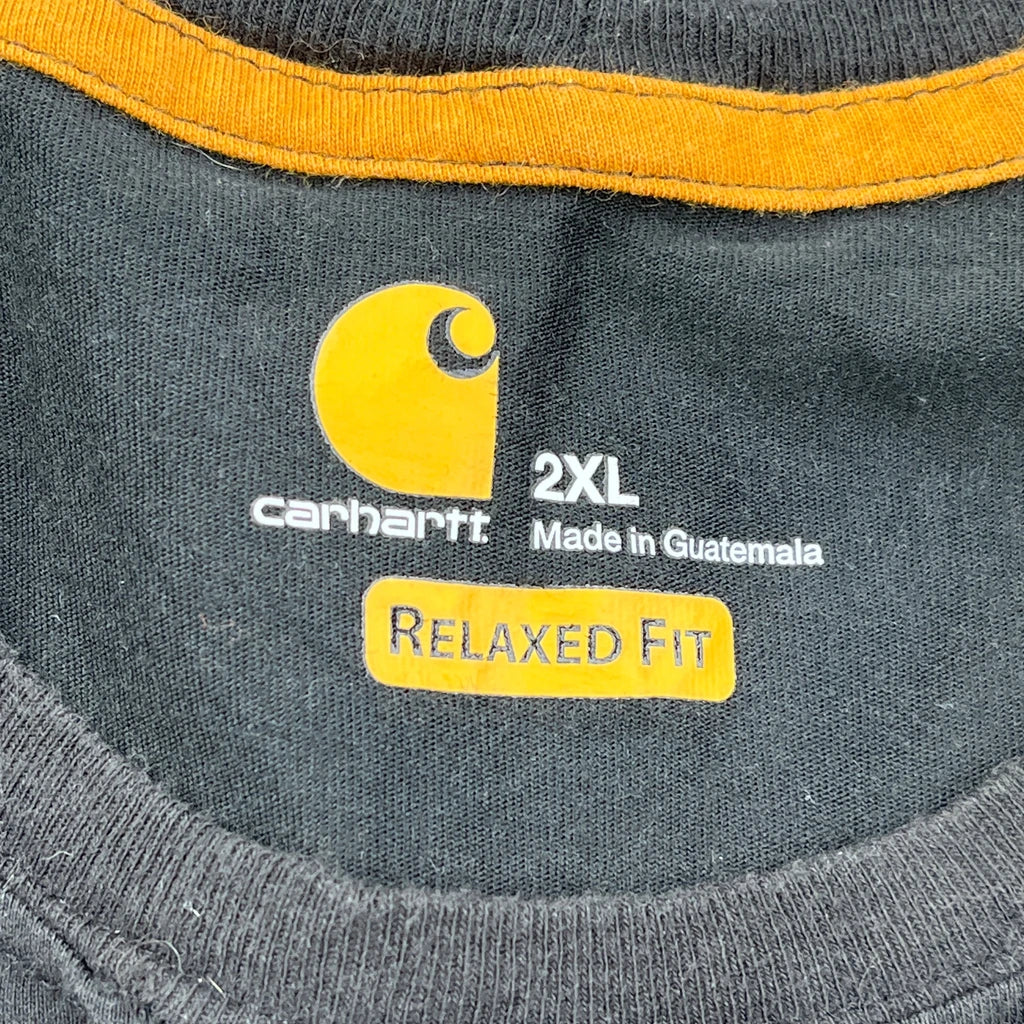 carhartt
2XL
Made in Guatemala
RELAXED FIT